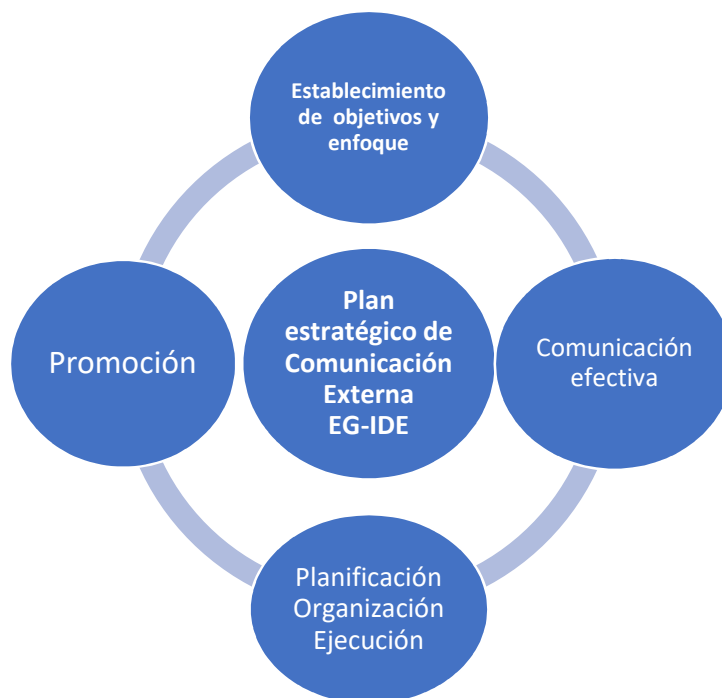 Establecimiento
de objetivos y
enfoque
Plan
estratégico de
Comunicación
Externa
EG-IDE
Promoción
Comunicación
efectiva
Planificación
Organización
Ejecución